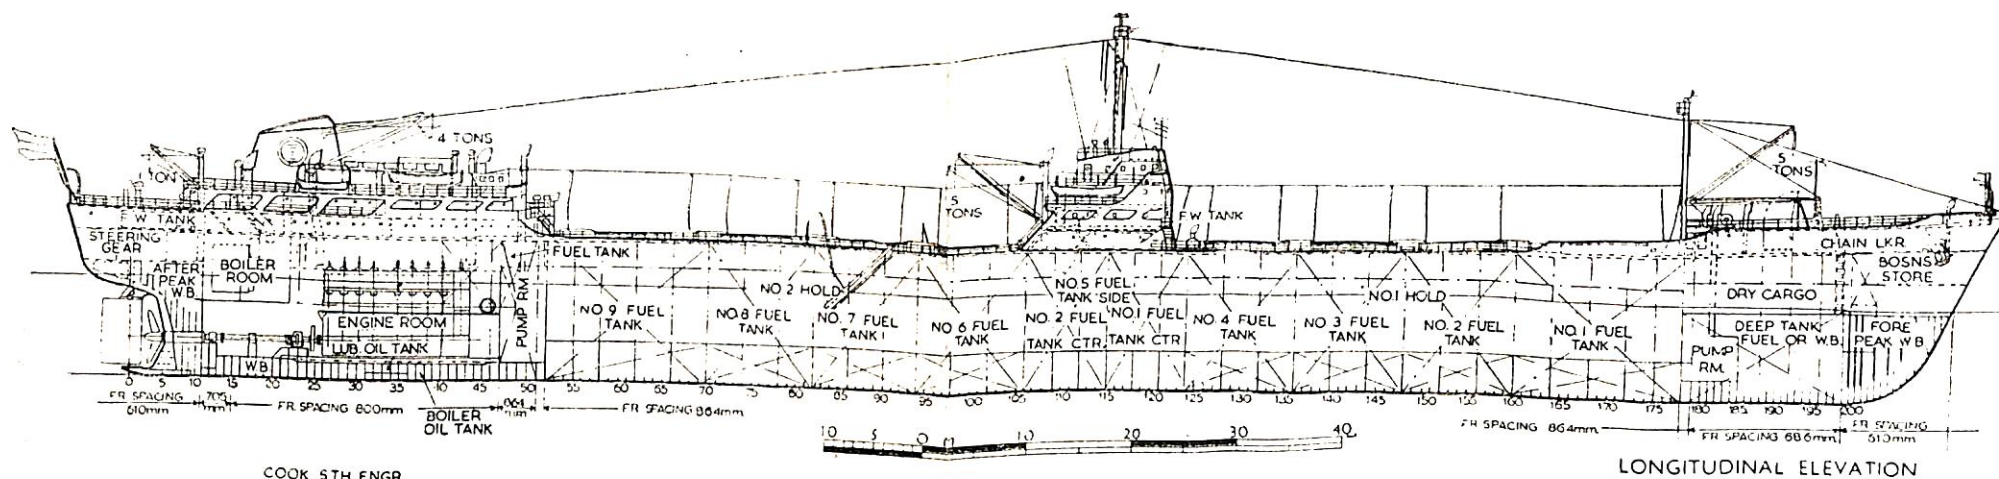 4 TONS
TON
5
TONS
5
TONS
F.W TANK
F.W TANK
STEERING
GEAR
FUEL TANK
CHAIN LKR.
BOSNS
STORE
AFTER
PEAK
W.B.
BOILER
ROOM
NO.2 HOLD
NO.5 FUEL
TANK SIDE
NO.1 HOLD
DRY CARGO
PUMP RM.
ENGINE ROOM
LUB. OIL TANK
W.B.
NO 9 FUEL
TANK
NO.8 FUEL
TANK
NO. 7 FUEL
TANK
NO. 6 FUEL
TANK
NO. 2 FUEL
TANK CTR.
NO.1 FUEL
TANK CTR
NO. 4 FUEL
TANK
NO. 3 FUEL
TANK
NO. 2 FUEL
TANK
NO. 1 FUEL
TANK
PUMP
RM.
DEEP TANK
FUEL OR W.B.
FORE
PEAK W.B.
0 5 10 15 20 25 30 35 40 45 50 55 60 65 70 75 80 85 90 95 100 105 110 115 120 125 130 135 140 145 150 155 160 165 170 175 180 185 190 195 200
FR SPACING
610mm
FR SPACING 800mm
864
mm
BOILER
OIL TANK
FR SPACING 864mm
FR SPACING 864mm
FR SPACING 686mm
FR SPACING
610mm
10 5 0 M 10 20 30 40
COOK 5TH ENGR
LONGITUDINAL ELEVATION